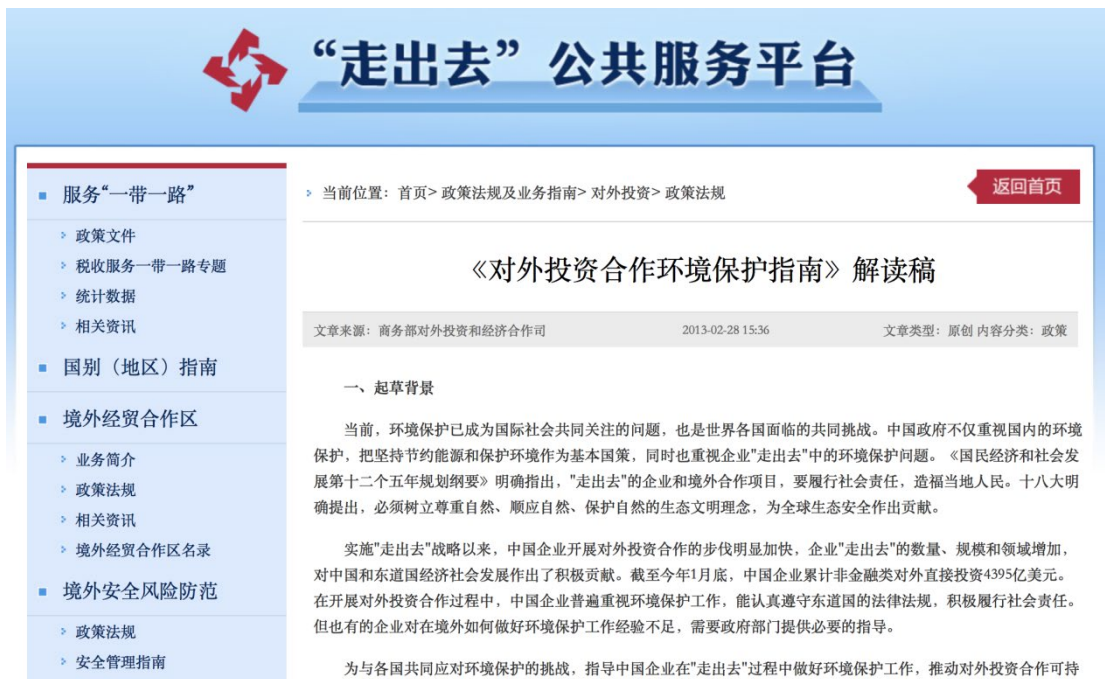 “走出去”公共服务平台
服务“一带一路”
政策文件
税收服务一带一路专题
统计数据
相关资讯
国别（地区）指南
境外经贸合作区
业务简介
政策法规
相关资讯
境外经贸合作区名录
境外安全风险防范
政策法规
安全管理指南
当前位置：首页> 政策法规及业务指南> 对外投资> 政策法规
返回首页
《对外投资合作环境保护指南》解读稿
文章来源：商务部对外投资和经济合作司 2013-02-28 15:36 文章类型：原创 内容分类：政策
一、起草背景
当前，环境保护已成为国际社会共同关注的问题，也是世界各国面临的共同挑战。中国政府不仅重视国内的环境
保护，把坚持节约能源和保护环境作为基本国策，同时也重视企业"走出去"中的环境保护问题。《国民经济和社会发
展第十二个五年规划纲要》明确指出，"走出去"的企业和境外合作项目，要履行社会责任，造福当地人民。十八大明
确提出，必须树立尊重自然、顺应自然、保护自然的生态文明理念，为全球生态安全作出贡献。
实施"走出去"战略以来，中国企业开展对外投资合作的步伐明显加快，企业"走出去"的数量、规模和领域增加，
对中国和东道国经济社会发展作出了积极贡献。截至今年1月底，中国企业累计非金融类对外直接投资4395亿美元。
在开展对外投资合作过程中，中国企业普遍重视环境保护工作，能认真遵守东道国的法律法规，积极履行社会责任。
但也有的企业对在境外如何做好环境保护工作经验不足，需要政府部门提供必要的指导。
为与各国共同应对环境保护的挑战，指导中国企业在"走出去"过程中做好环境保护工作，推动对外投资合作可持